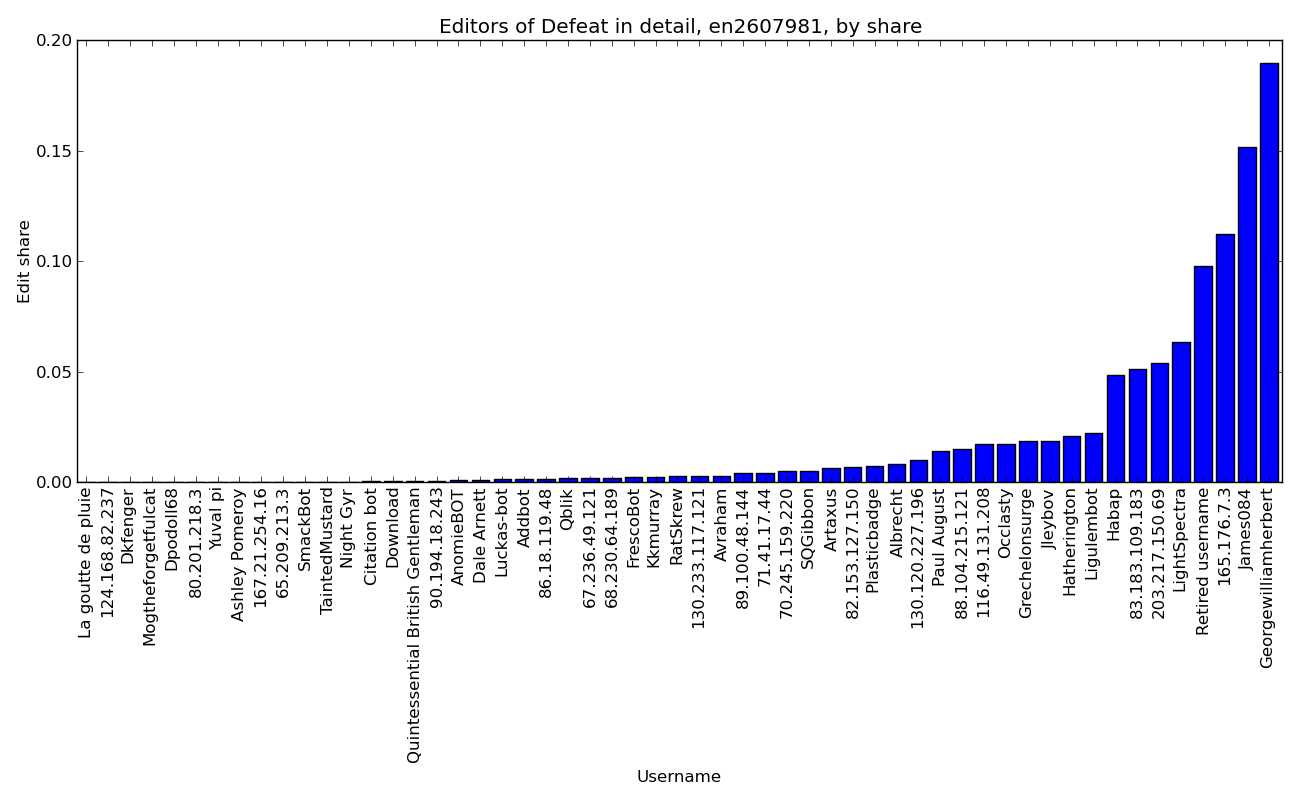 Editors of Defeat in detail, en2607981, by share
0.20
0.15
0.10
0.05
0.00
Edit share
La goutte de pluie
124.168.82.237
Dkfenger
Mogtheforgetfulcat
Dpodoll68
80.201.218.3
Yuval pi
Ashley Pomeroy
167.21.254.16
65.209.213.3
SmackBot
TaintedMustard
Night Gyr
Citation bot
Download
Quintessential British Gentleman
90.194.18.243
AnomieBOT
Dale Arnett
Luckas-bot
Addbot
86.18.119.48
Qblik
67.236.49.121
68.230.64.189
FrescoBot
Kkmurray
RatSkrew
130.233.117.121
Avraham
89.100.48.144
71.41.17.44
70.245.159.220
SQGibbon
Artaxus
82.153.127.150
Plasticbadge
Albrecht
130.120.227.196
Paul August
88.104.215.121
116.49.131.208
Occlasty
Grechelonsurge
JIeybov
Hatherington
Ligulembot
Habap
83.183.109.183
203.217.150.69
LightSpectra
Retired username
165.176.7.3
James084
Georgewilliamherbert
Username